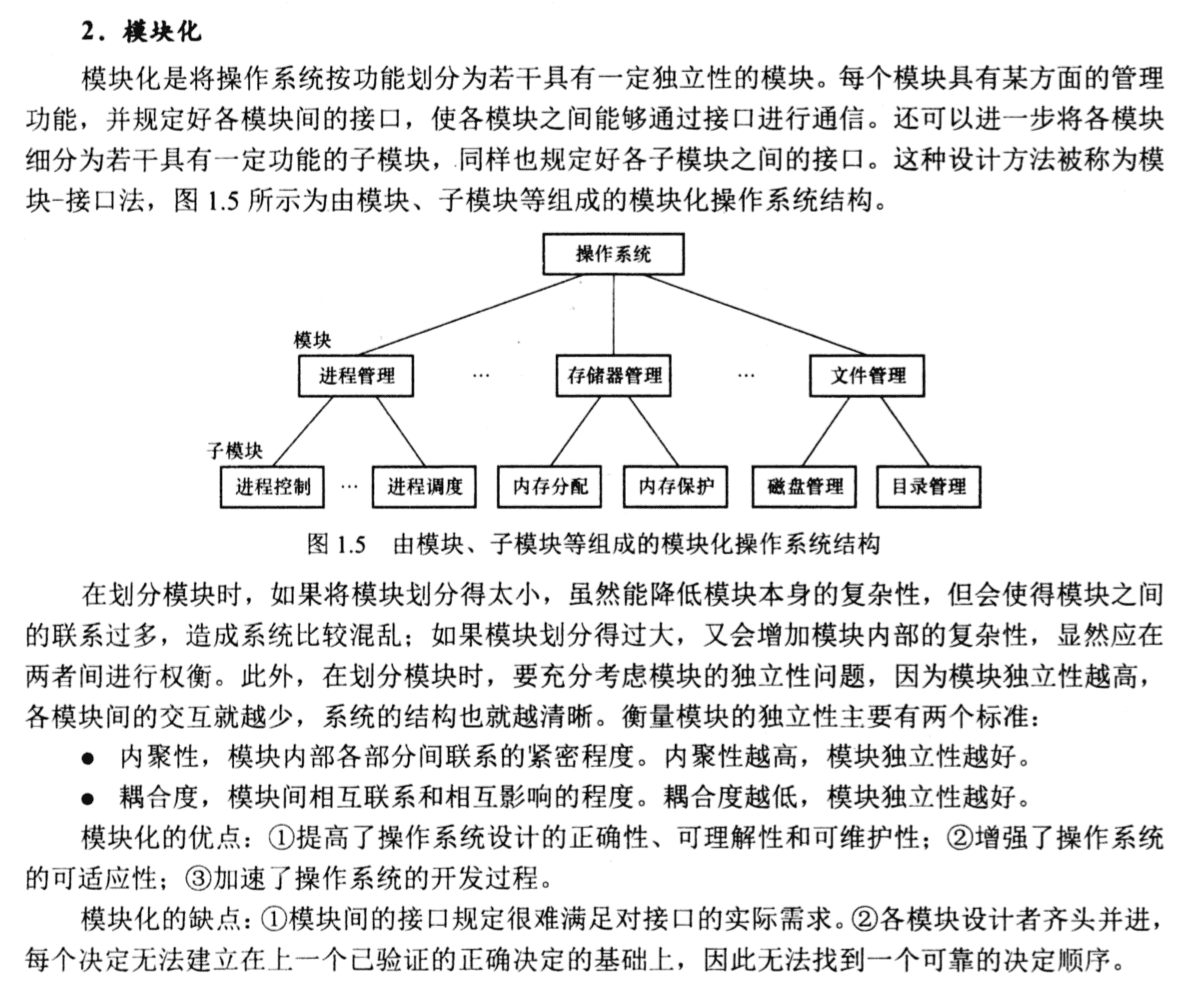 2．模块化
模块化是将操作系统按功能划分为若干具有一定独立性的模块。每个模块具有某方面的管理
功能，并规定好各模块间的接口，使各模块之间能够通过接口进行通信。还可以进一步将各模块
细分为若干具有一定功能的子模块，同样也规定好各子模块之间的接口。这种设计方法被称为模
块-接口法，图 1.5 所示为由模块、子模块等组成的模块化操作系统结构。
操作系统
模块
进程管理 … 存储器管理 … 文件管理
子模块
进程控制 … 进程调度 内存分配 内存保护 磁盘管理 目录管理
图 1.5 由模块、子模块等组成的模块化操作系统结构
在划分模块时，如果将模块划分得太小，虽然能降低模块本身的复杂性，但会使得模块之间
的联系过多，造成系统比较混乱；如果模块划分得过大，又会增加模块内部的复杂性，显然应在
两者间进行权衡。此外，在划分模块时，要充分考虑模块的独立性问题，因为模块独立性越高，
各模块间的交互就越少，系统的结构也就越清晰。衡量模块的独立性主要有两个标准：
● 内聚性，模块内部各部分间联系的紧密程度。内聚性越高，模块独立性越好。
● 耦合度，模块间相互联系和相互影响的程度。耦合度越低，模块独立性越好。
模块化的优点：①提高了操作系统设计的正确性、可理解性和可维护性；②增强了操作系统
的可适应性；③加速了操作系统的开发过程。
模块化的缺点：①模块间的接口规定很难满足对接口的实际需求。②各模块设计者齐头并进，
每个决定无法建立在上一个已验证的正确决定的基础上，因此无法找到一个可靠的决定顺序。